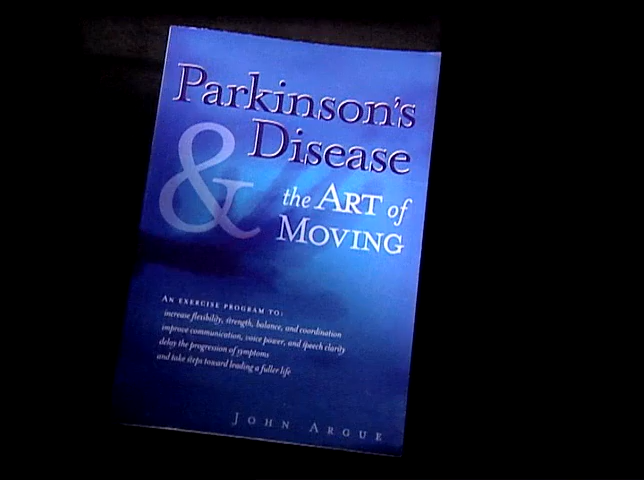 Parkinson's
Disease
&
the ART of
MOVING
AN EXERCISE PROGRAM TO:
increase flexibility, strength, balance, and coordination
improve communication, voice power, and speech clarity
delay the progression of symptoms
and take steps toward leading a fuller life
JOHN ARGUE